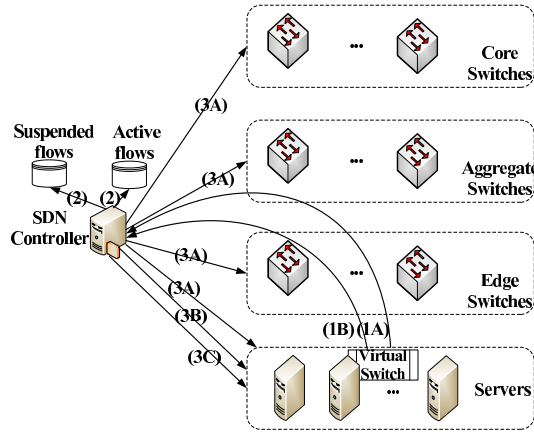 Core
Switches
...
(3A)
Suspended
flows
Active
flows
(2)
(2)
SDN
Controller
(3A)
...
Aggregate
Switches
(3A)
...
Edge
Switches
(3A)
(3B)
(3C)
(1B)
(1A)
Virtual
Switch
...
Servers